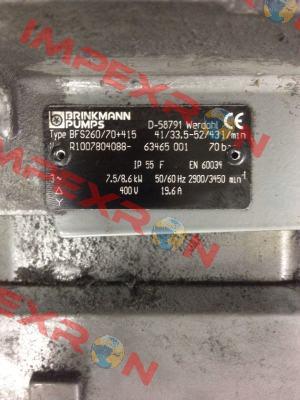 BRINKMANN PUMPS D-58791 Werdohl CE
Type BFS260/70+415 41/33,5-52/43 l/min
R1007804088- 63465 001 70 b
IP 55 F EN 60034
3~ 7.5/8.6 kW 50/60 Hz 2900/3450 min-1
Δ 400 V 19.6 A
Y
IMPEXRON
IMPEXRON